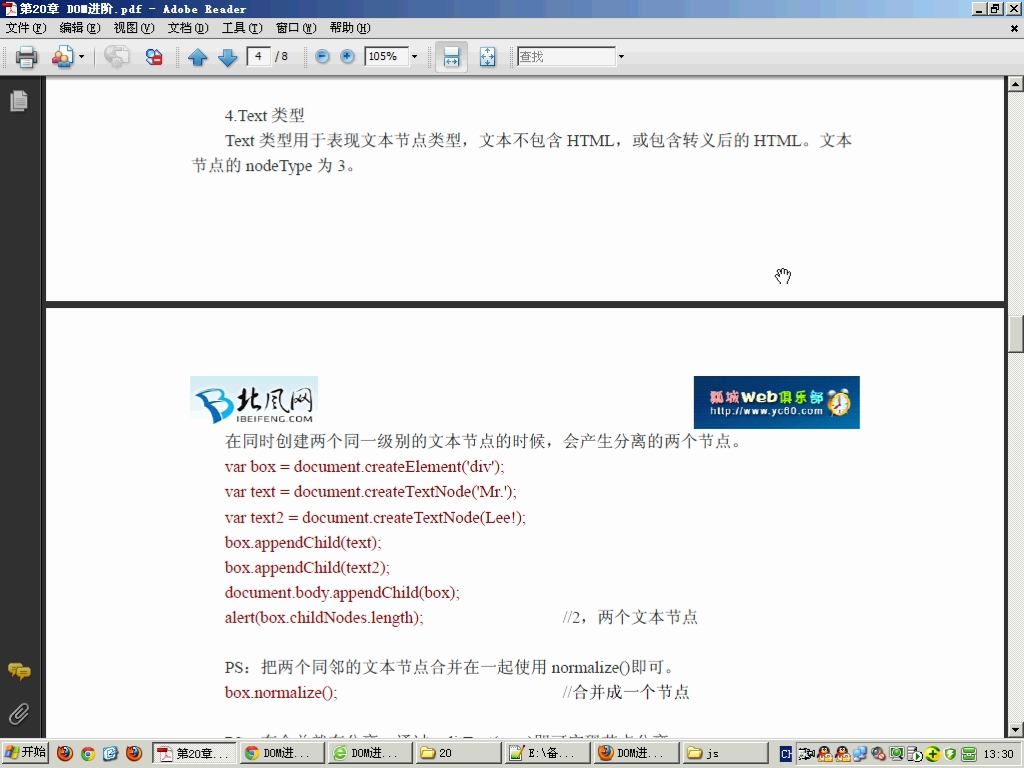 第20章 DOM进阶.pdf - Adobe Reader
文件(F) 编辑(E) 视图(V) 文档(D) 工具(T) 窗口(W) 帮助(H)
4 / 8 105% 查找
4.Text 类型
Text 类型用于表现文本节点类型，文本不包含 HTML，或包含转义后的 HTML。文本
节点的 nodeType 为 3。
北风网
IBEIFENG.COM
瓢城Web俱乐部
http://www.yc60.com
在同时创建两个同一级别的文本节点的时候，会产生分离的两个节点。
var box = document.createElement('div');
var text = document.createTextNode('Mr.');
var text2 = document.createTextNode(Lee!);
box.appendChild(text);
box.appendChild(text2);
document.body.appendChild(box);
alert(box.childNodes.length); //2，两个文本节点
PS：把两个同邻的文本节点合并在一起使用 normalize()即可。
box.normalize(); //合并成一个节点
开始 第20章... DOM进... DOM进... 20 E:\备... DOM进... js CH 13:30